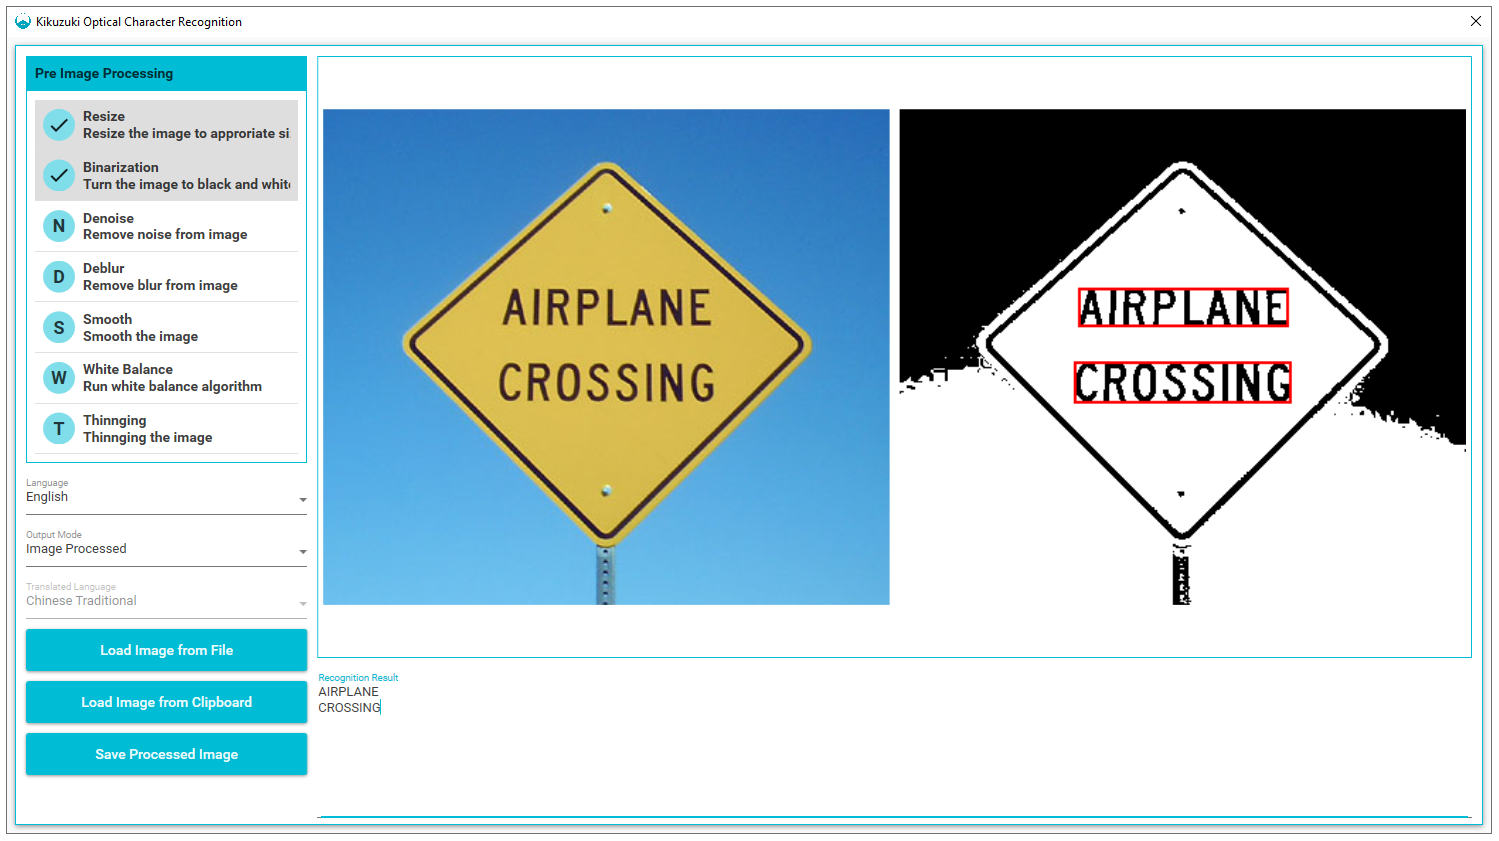 Kikuzuki Optical Character Recognition
Pre Image Processing
Resize
Resize the image to approriate si
Binarization
Turn the image to black and white
N
Denoise
Remove noise from image
D
Deblur
Remove blur from image
S
Smooth
Smooth the image
W
White Balance
Run white balance algorithm
T
Thinnging
Thinnging the image
Language
English
Output Mode
Image Processed
Translated Language
Chinese Traditional
Load Image from File
Load Image from Clipboard
Save Processed Image
AIRPLANE
CROSSING
AIRPLANE
CROSSING
Recognition Result
AIRPLANE
CROSSING